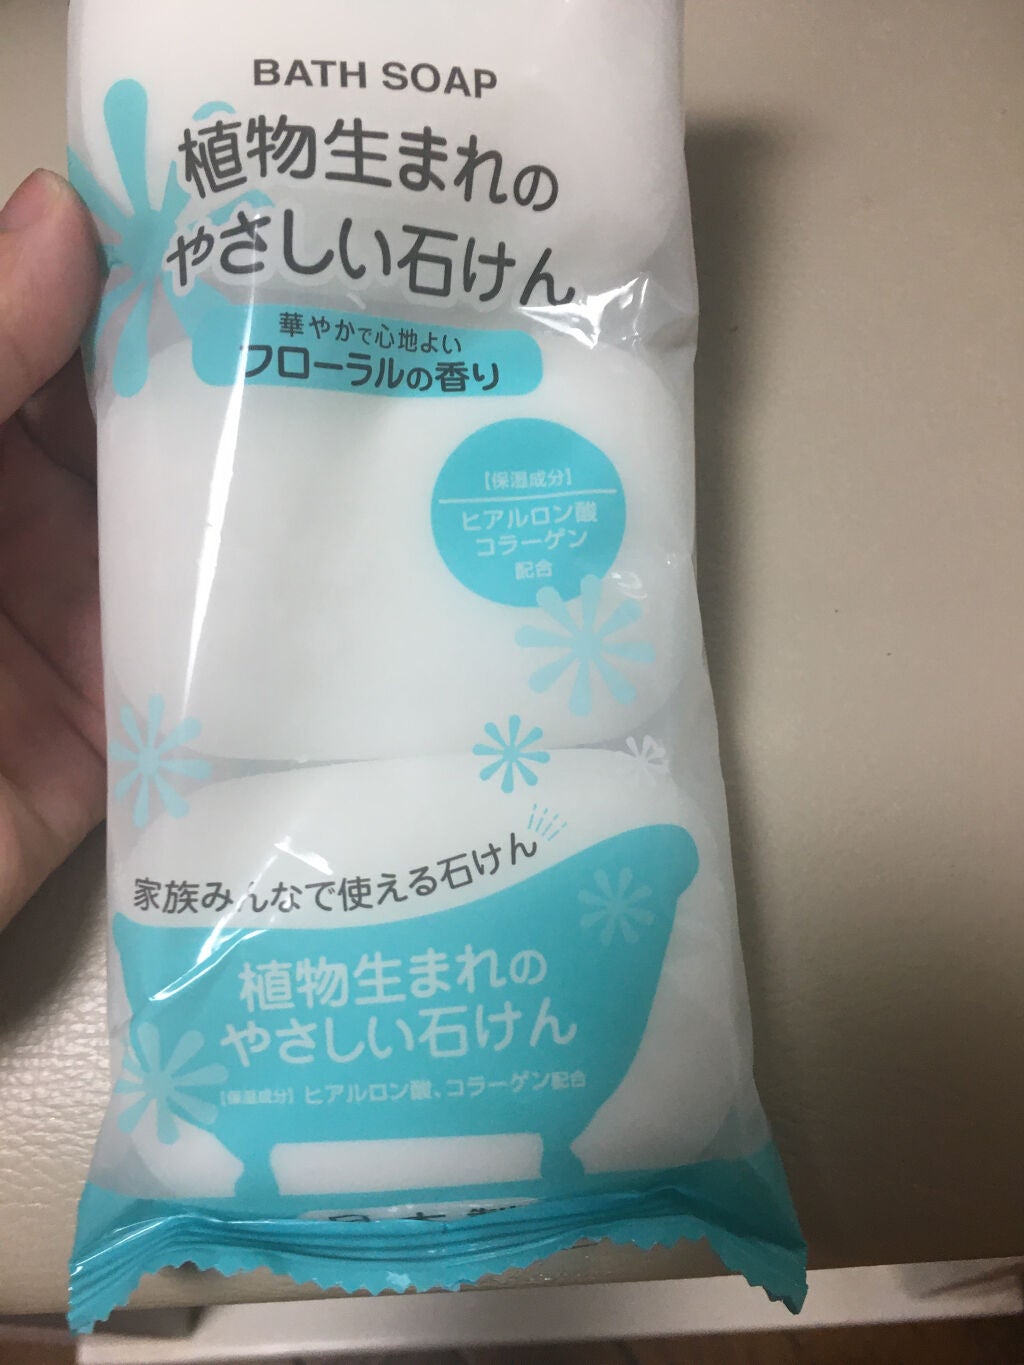 BATH SOAP
植物生まれの
やさしい石けん
華やかで心地よい
フローラルの香り
【保湿成分】
ヒアルロン酸
コラーゲン
配合
家族みんなで使える石けん
植物生まれの
やさしい石けん
【保湿成分】ヒアルロン酸、コラーゲン配合